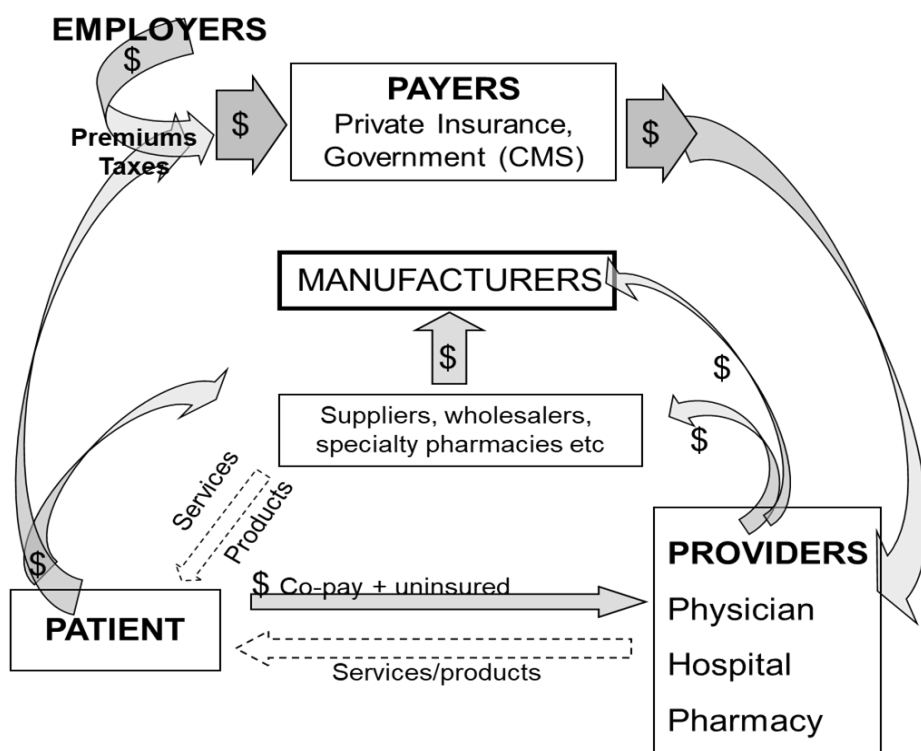 EMPLOYERS
$
Premiums
Taxes
$
PAYERS
Private Insurance,
Government (CMS)
$
MANUFACTURERS
$
$
Suppliers, wholesalers,
specialty pharmacies etc
$
Services
Products
$
$ Co-pay + uninsured
PATIENT
Services/products
PROVIDERS
Physician
Hospital
Pharmacy